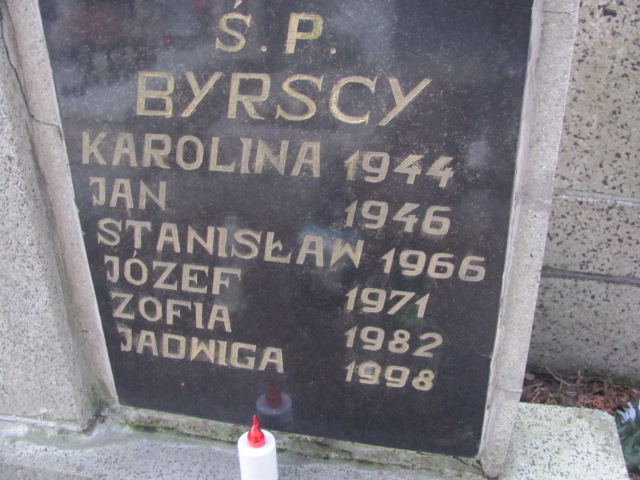 Ś. P.
BYRSCY
KAROLINA 1944
JAN 1946
STANISŁAW 1966
JÓZEF 1971
ZOFIA 1982
JADWIGA 1998